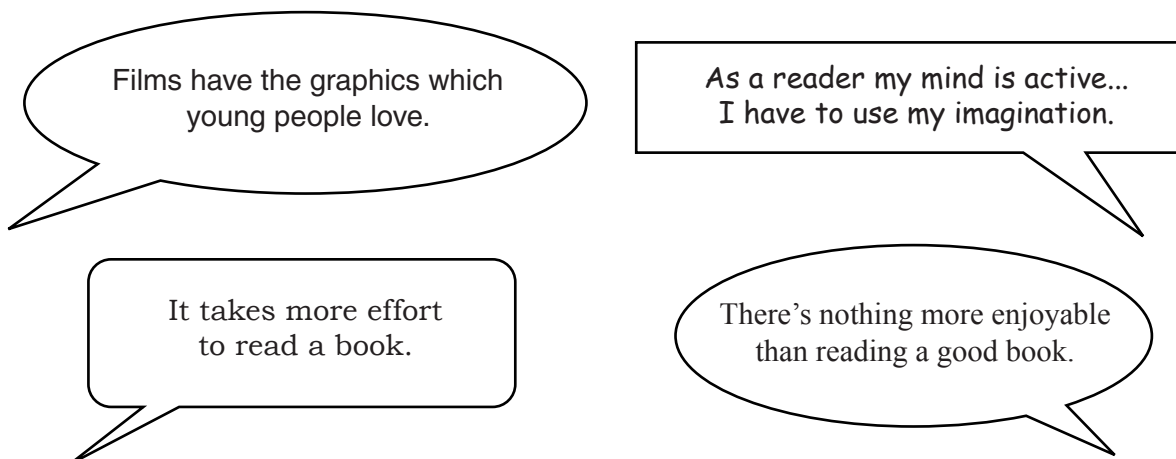 Films have the graphics which
young people love.
As a reader my mind is active...
I have to use my imagination.
It takes more effort
to read a book.
There’s nothing more enjoyable
than reading a good book.